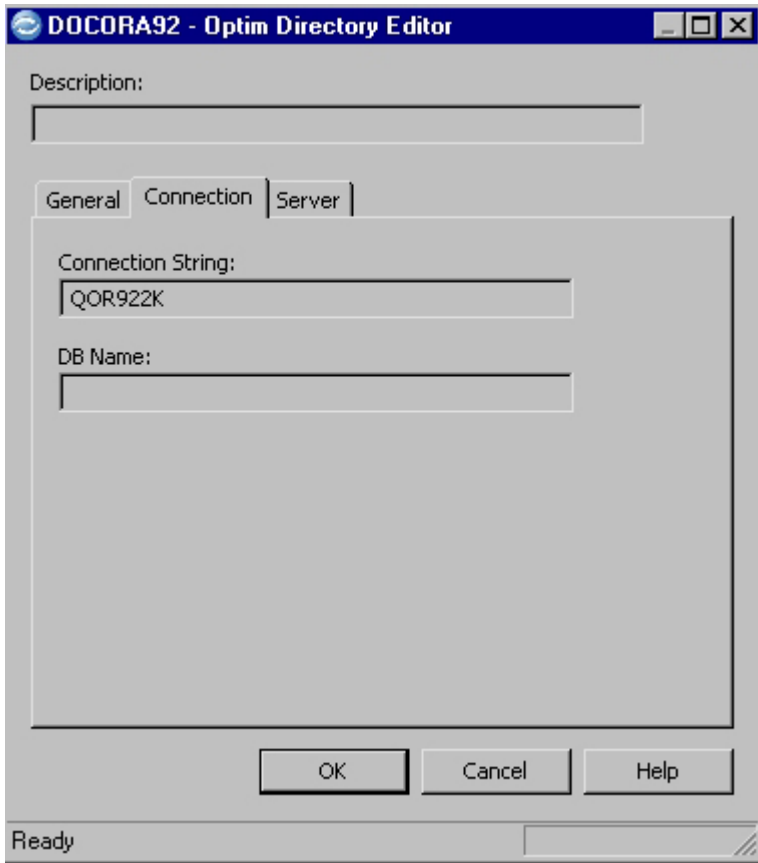 DOCORA92 - Optim Directory Editor
Description:
General Connection Server
Connection String:
QOR922K
DB Name:
OK Cancel Help
Ready